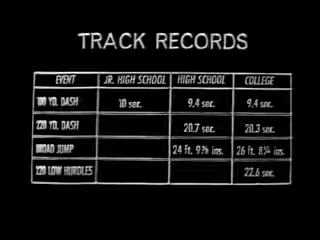 TRACK RECORDS
EVENT JR. HIGH SCHOOL HIGH SCHOOL COLLEGE
100 YD. DASH 10 sec. 9.4 sec. 9.4 sec.
220 YD. DASH 20.7 sec. 20.3 sec.
BROAD JUMP 24 ft. ins. 26 ft. ins.
220 LOW HURDLES 22.6 sec.